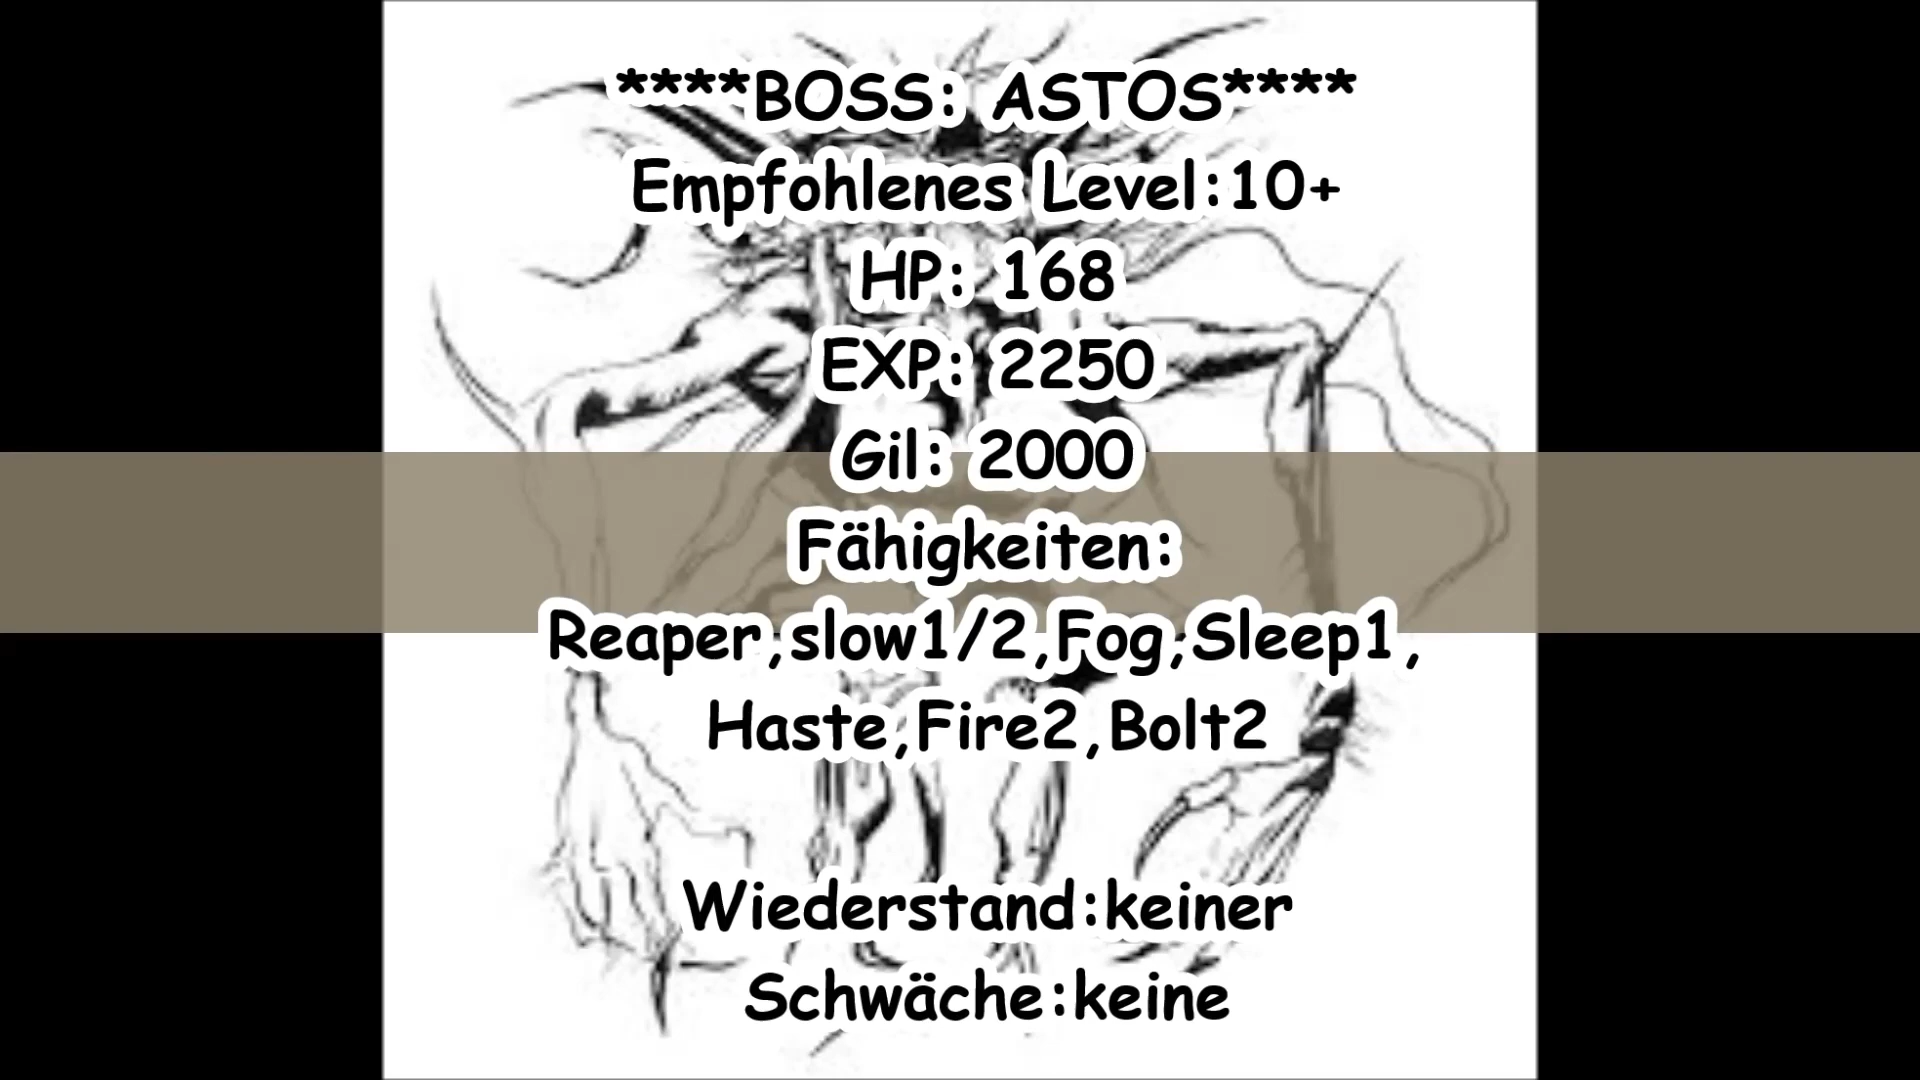 ****BOSS: ASTOS****
Empfohlenes Level:10+
HP: 168
EXP: 2250
Gil: 2000
Fähigkeiten:
Reaper,slow1/2,Fog,Sleep1,
Haste,Fire2,Bolt2
Wiederstand:keiner
Schwäche:keine